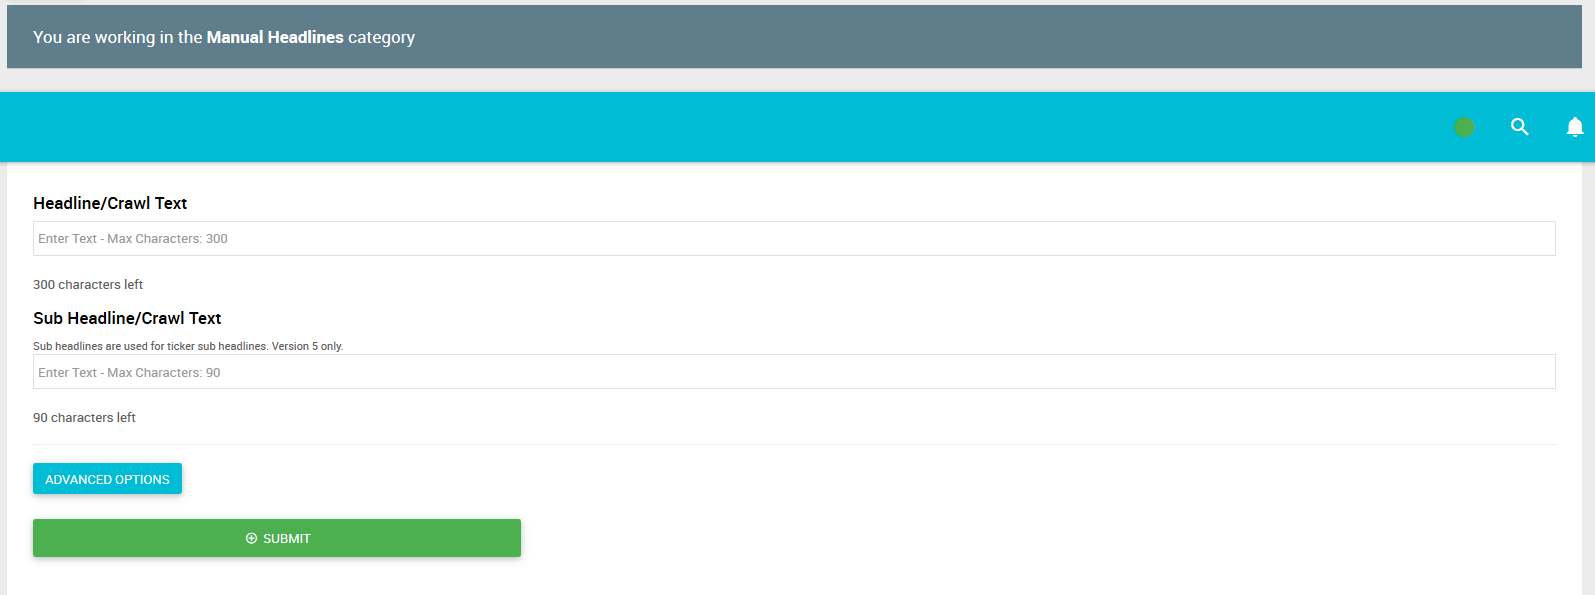 You are working in the Manual Headlines category
Headline/Crawl Text
Enter Text - Max Characters: 300
300 characters left
Sub Headline/Crawl Text
Sub headlines are used for ticker sub headlines. Version 5 only.
Enter Text - Max Characters: 90
90 characters left
ADVANCED OPTIONS
SUBMIT